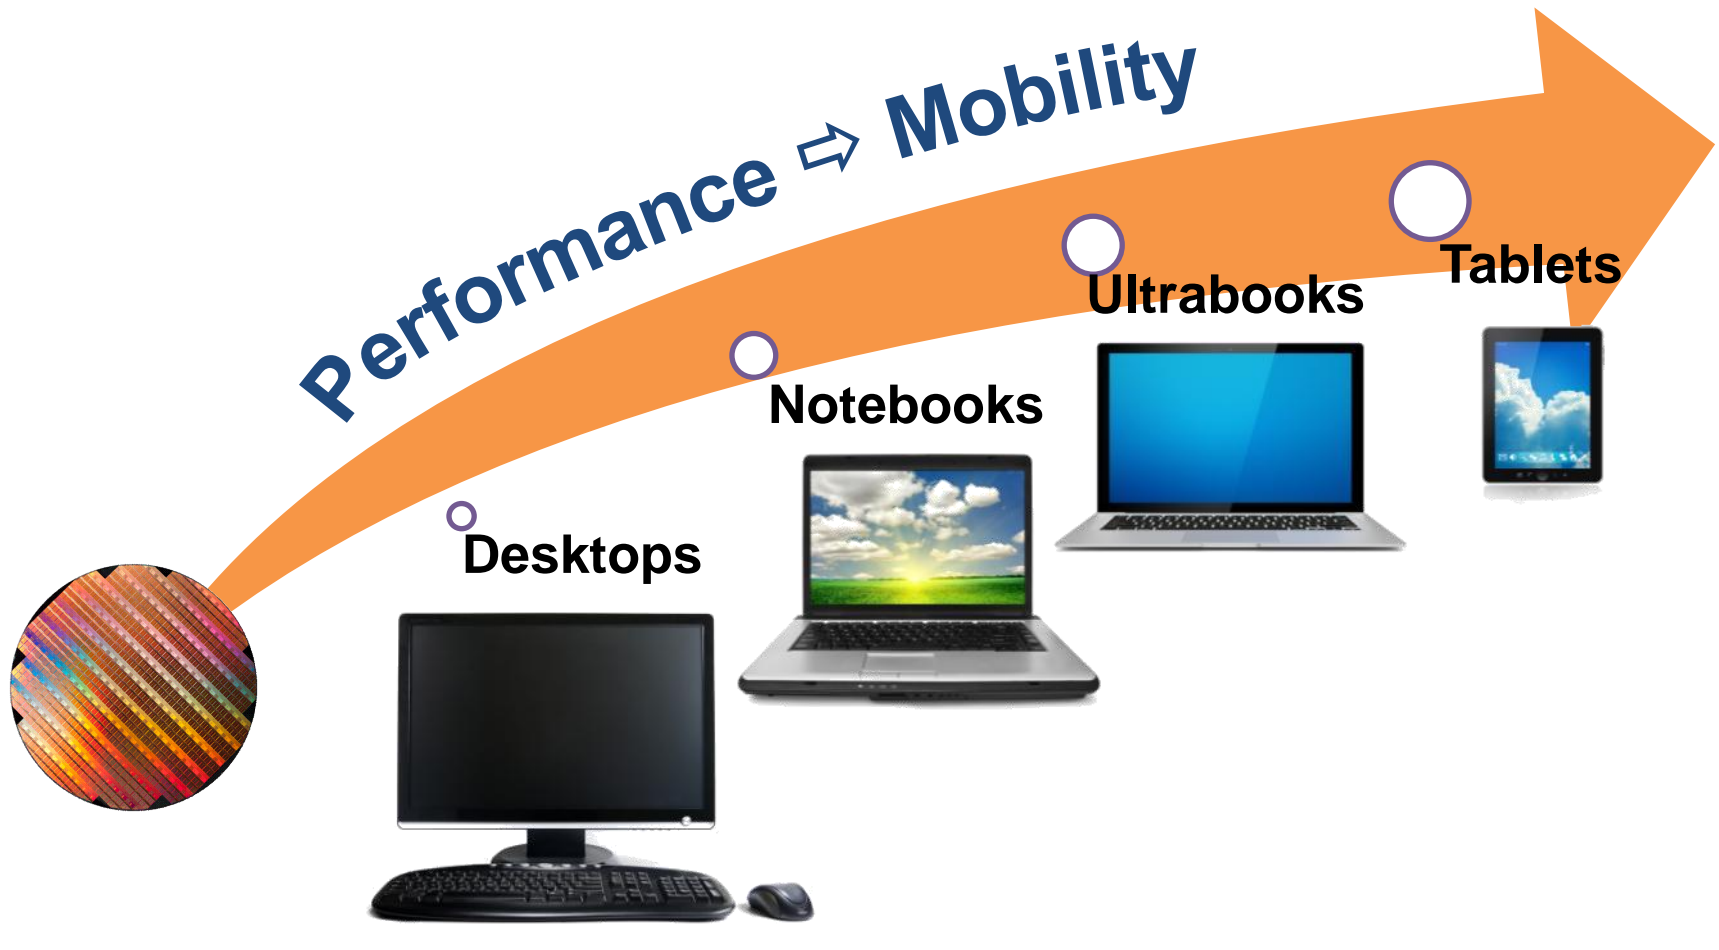 Performance ⇨ Mobility
Tablets
Ultrabooks
Notebooks
Desktops